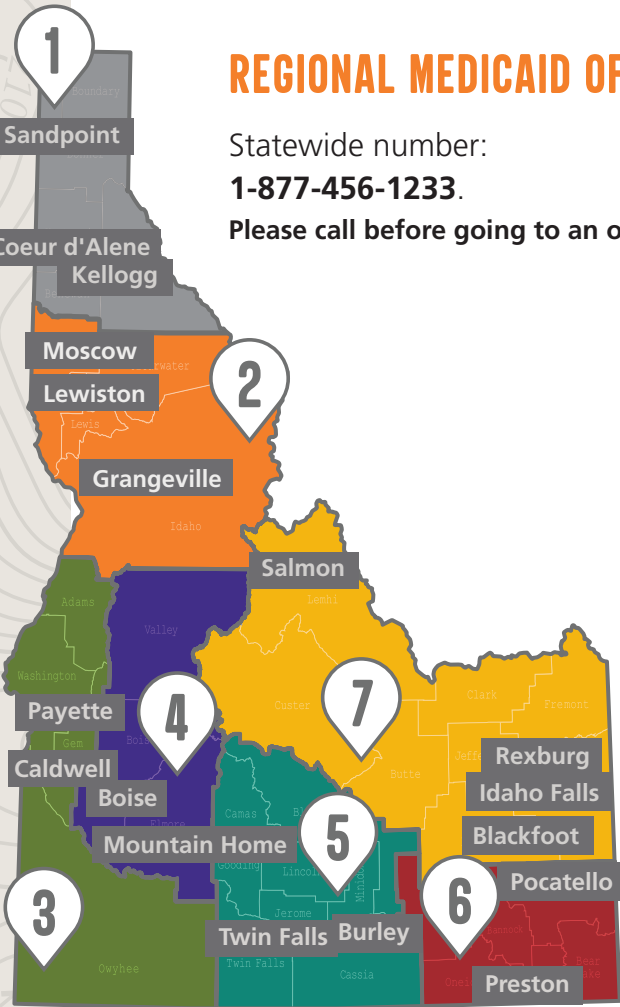 1
REGIONAL MEDICAID OF
Boundary
Sandpoint
Statewide number:
1-877-456-1233.
Please call before going to an o
Coeur d'Alene
Kellogg
Moscow
2
Lewiston
Lewis
Grangeville
Idaho
Salmon
Lemhi
Adams
Valley
Washington
7
Clark
Custer
Fremont
Payette
4
Gem
Rexburg
Butte
Caldwell
Idaho Falls
Boise
Elmore
Camas
5
Blackfoot
Mountain Home
Gooding
Lincoln
Pocatello
3
6
Jerome
Twin Falls
Burley
Twin Falls
Owyhee
Cassia
Bear
Preston